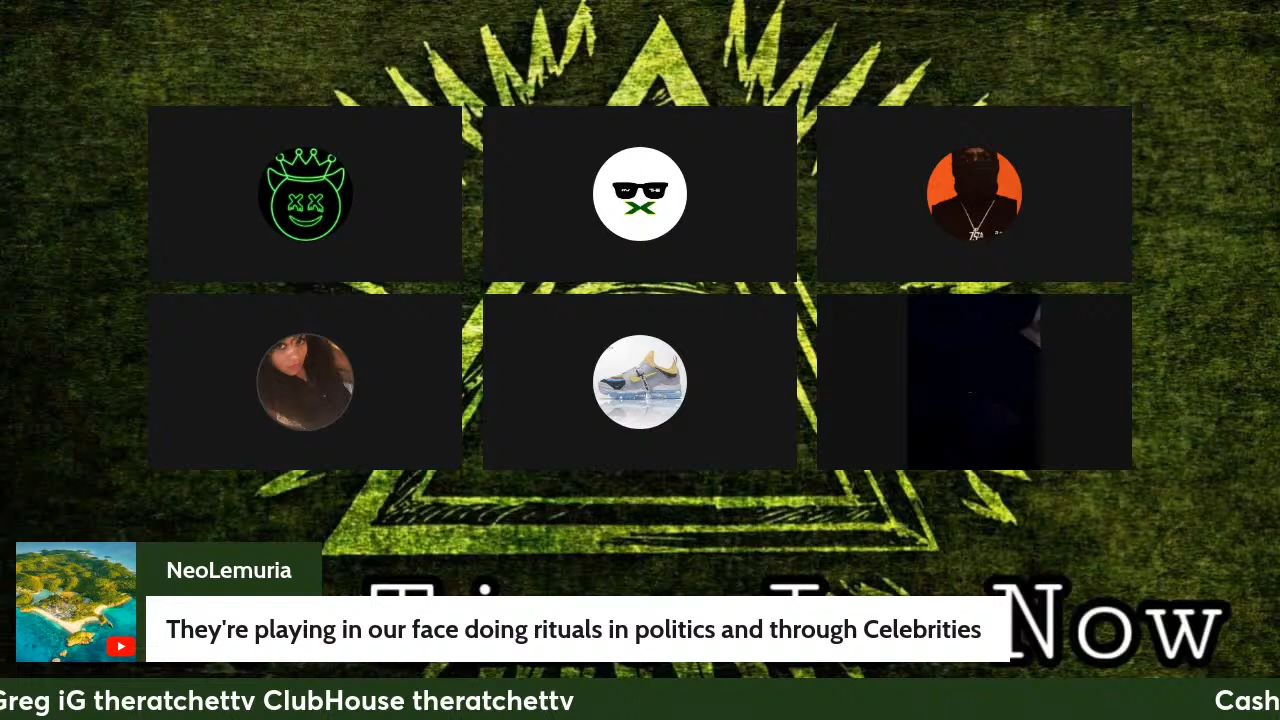 NeoLemuria
They're playing in our face doing rituals in politics and through Celebrities
Now
Greg iG theratchettv ClubHouse theratchettv
Cash